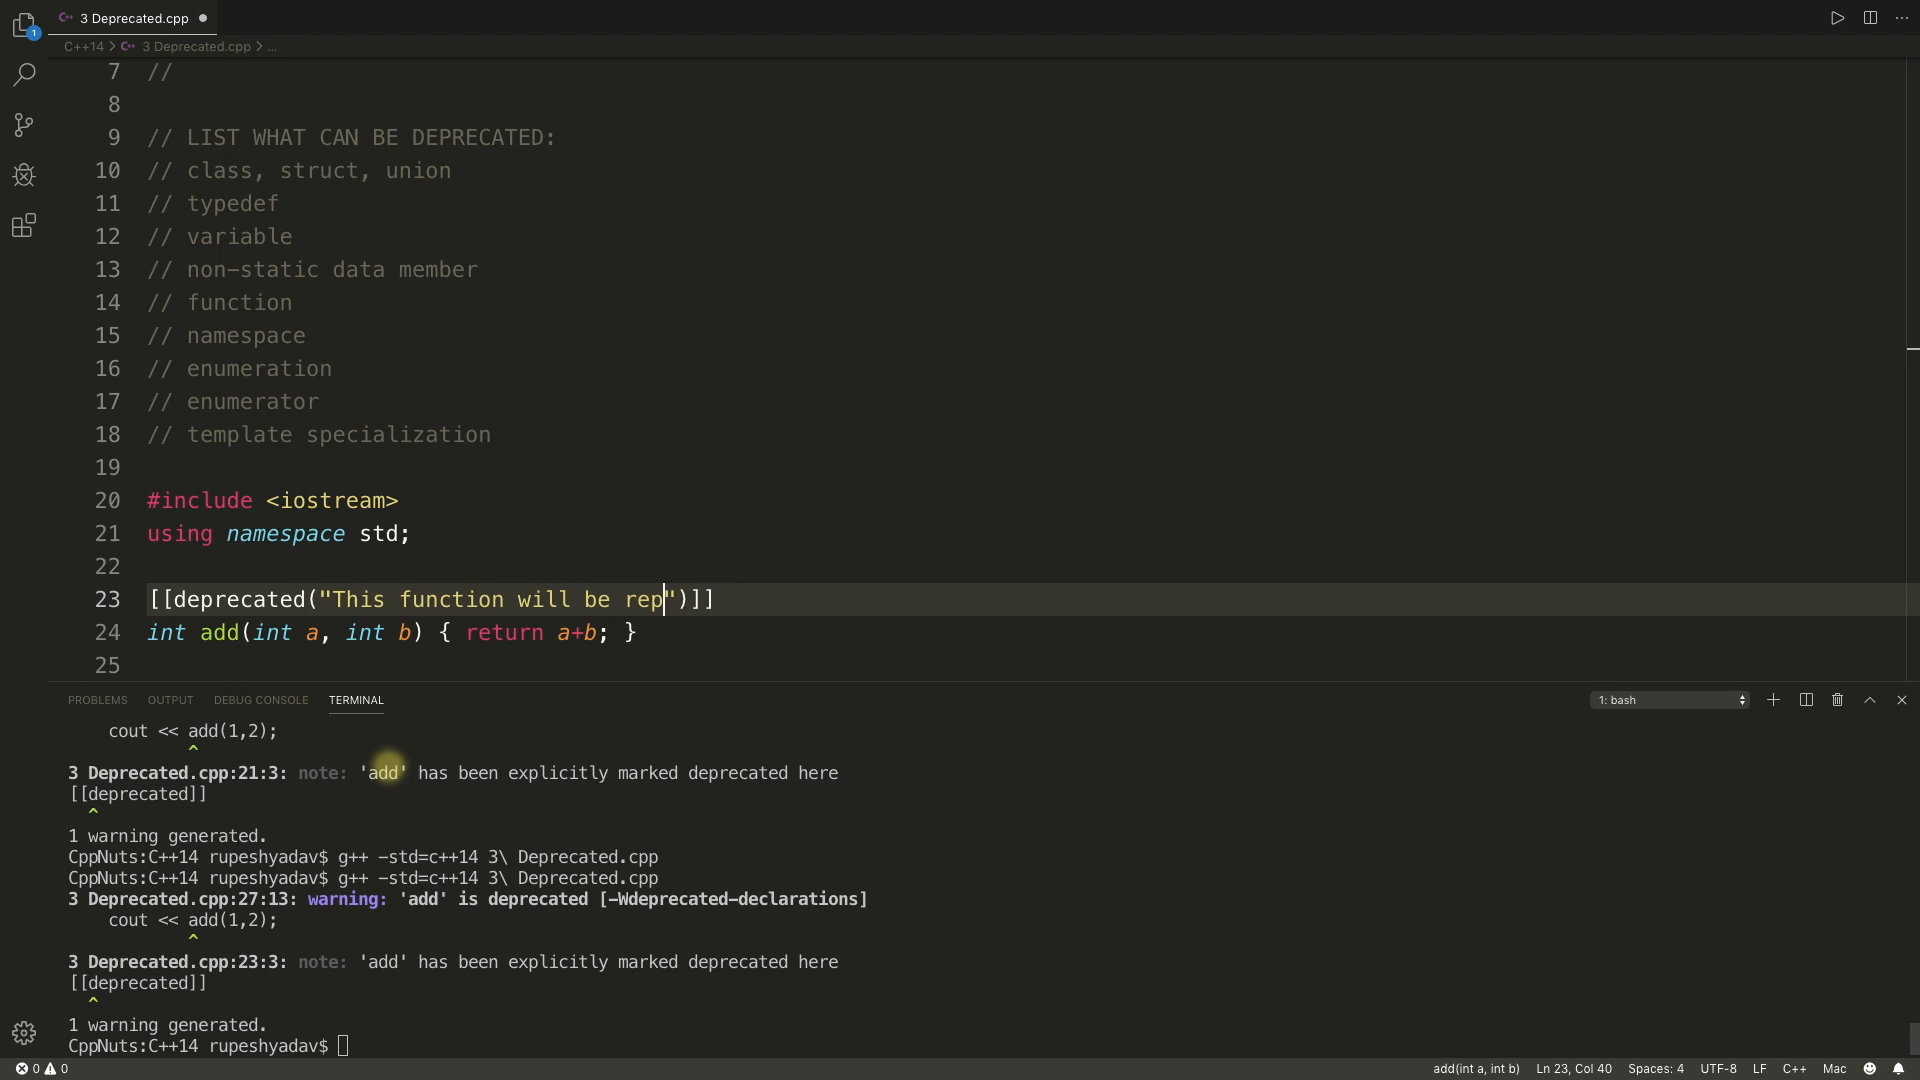 1
3 Deprecated.cpp
C++14 > 3 Deprecated.cpp > ...
7 //
8
9 // LIST WHAT CAN BE DEPRECATED:
10 // class, struct, union
11 // typedef
12 // variable
13 // non-static data member
14 // function
15 // namespace
16 // enumeration
17 // enumerator
18 // template specialization
19
20 #include <iostream>
21 using namespace std;
22
23 [[deprecated("This function will be rep")]]
24 int add(int a, int b) { return a+b; }
25
PROBLEMS OUTPUT DEBUG CONSOLE TERMINAL 1: bash
cout << add(1,2);
^
3 Deprecated.cpp:21:3: note: 'add' has been explicitly marked deprecated here
[[deprecated]]
^
1 warning generated.
CppNuts:C++14 rupeshyadav$ g++ -std=c++14 3\ Deprecated.cpp
CppNuts:C++14 rupeshyadav$ g++ -std=c++14 3\ Deprecated.cpp
3 Deprecated.cpp:27:13: warning: 'add' is deprecated [-Wdeprecated-declarations]
cout << add(1,2);
^
3 Deprecated.cpp:23:3: note: 'add' has been explicitly marked deprecated here
[[deprecated]]
^
1 warning generated.
CppNuts:C++14 rupeshyadav$
0 0 add(int a, int b) Ln 23, Col 40 Spaces: 4 UTF-8 LF C++ Mac